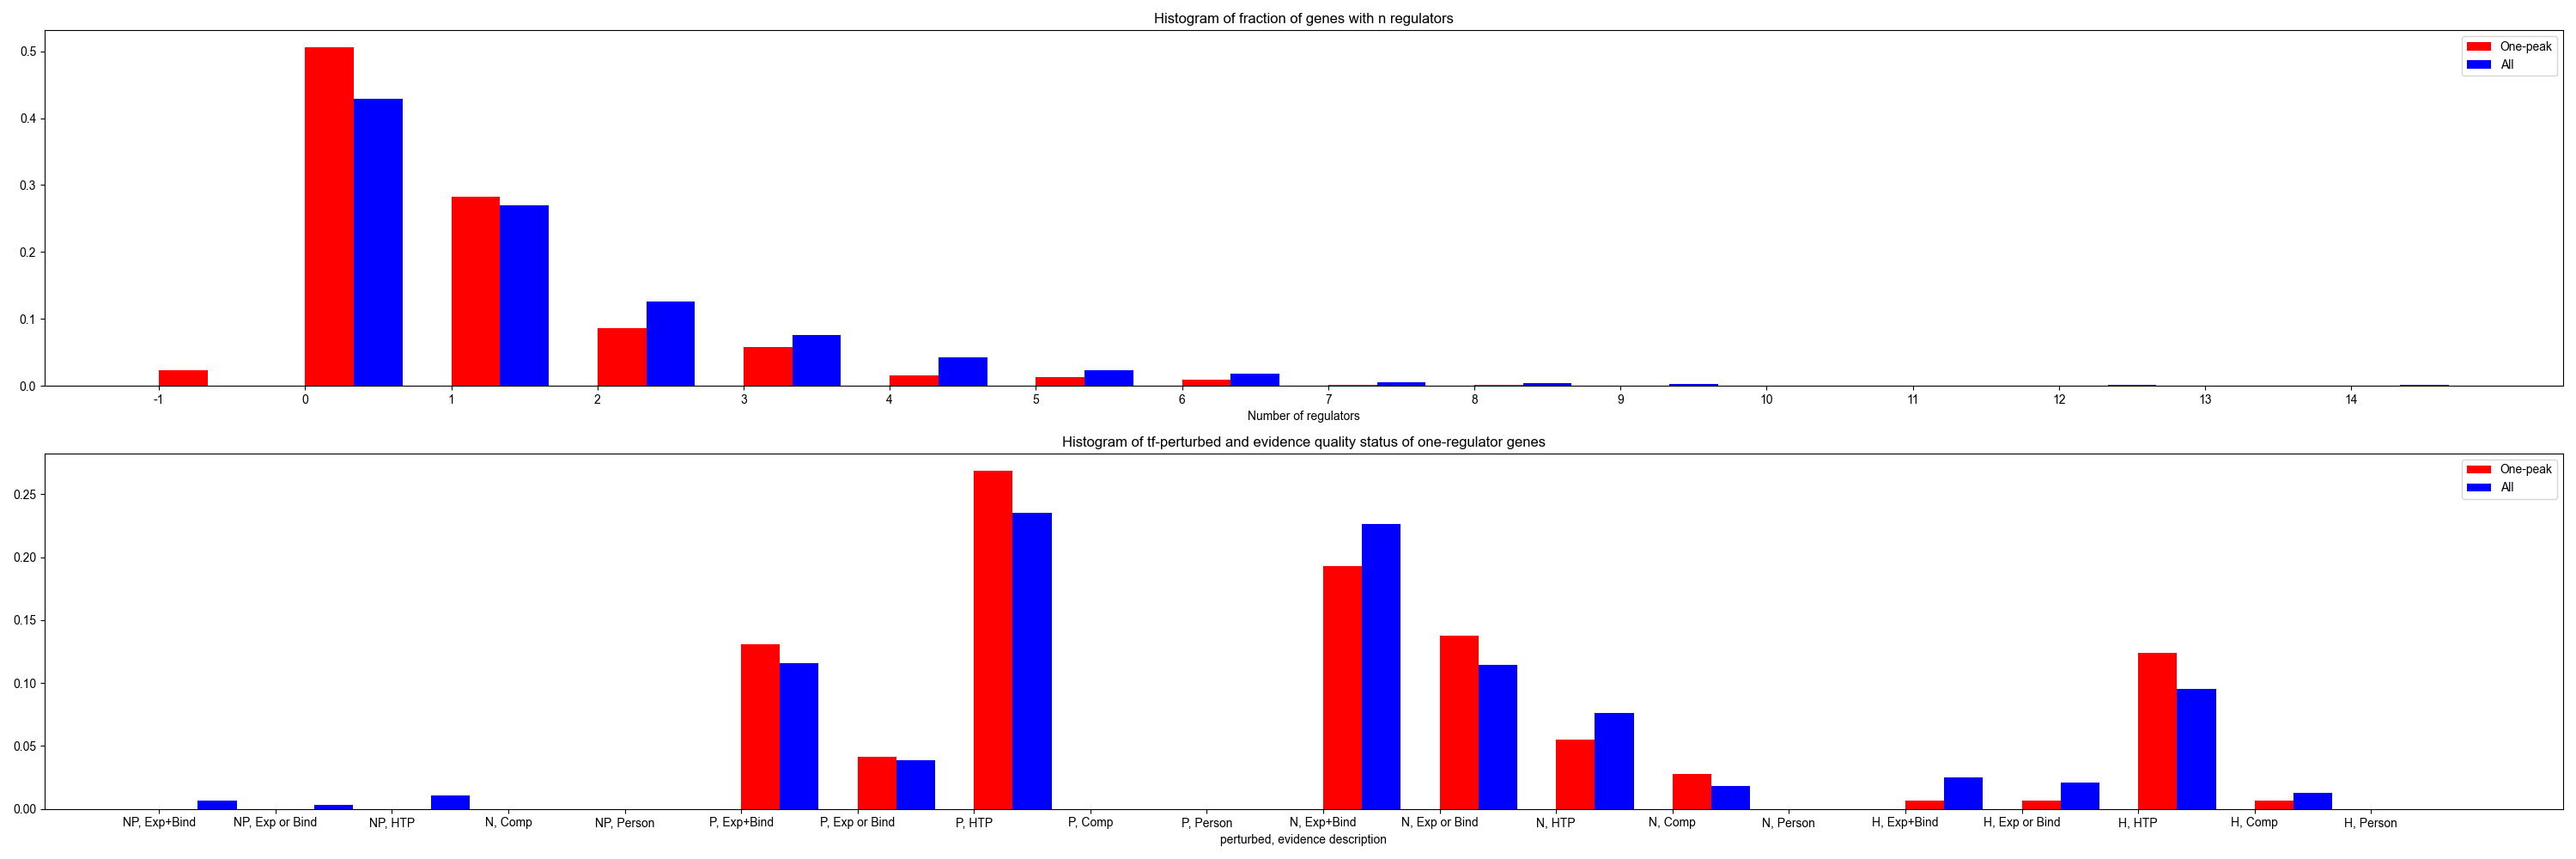 Histogram of fraction of genes with n regulators
One-peak
All
0.5
0.4
0.3
0.2
0.1
0.0
-1 0 1 2 3 4 5 6 7 8 9 10 11 12 13 14
Number of regulators
Histogram of tf-perturbed and evidence quality status of one-regulator genes
One-peak
All
0.25
0.20
0.15
0.10
0.05
0.00
NP, Exp+Bind NP, Exp or Bind NP, HTP N, Comp NP, Person P, Exp+Bind P, Exp or Bind P, HTP P, Comp P, Person N, Exp+Bind N, Exp or Bind N, HTP N, Comp N, Person H, Exp+Bind H, Exp or Bind H, HTP H, Comp H, Person
perturbed, evidence description